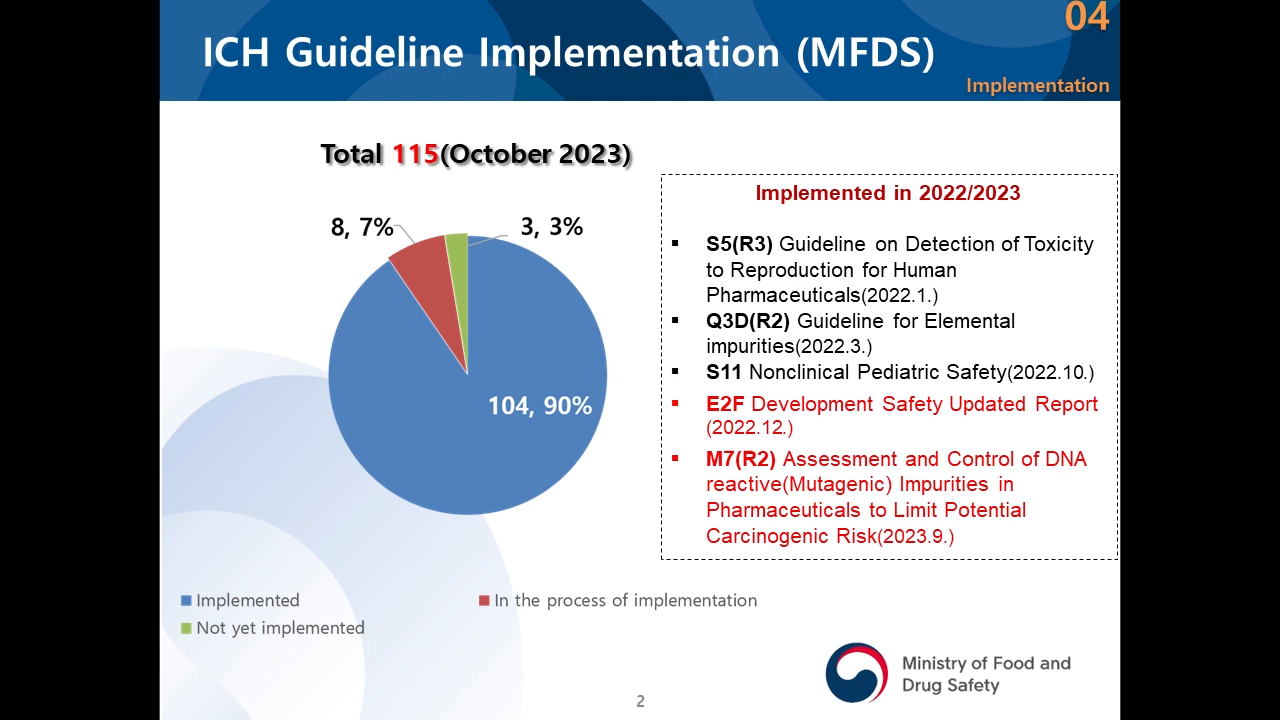 04
ICH Guideline Implementation (MFDS)
Implementation
Total 115(October 2023)
8, 7%
3, 3%
104, 90%
Implemented in 2022/2023
▪ S5(R3) Guideline on Detection of Toxicity
to Reproduction for Human
Pharmaceuticals(2022.1.)
▪ Q3D(R2) Guideline for Elemental
impurities(2022.3.)
▪ S11 Nonclinical Pediatric Safety(2022.10.)
▪ E2F Development Safety Updated Report
(2022.12.)
▪ M7(R2) Assessment and Control of DNA
reactive(Mutagenic) Impurities in
Pharmaceuticals to Limit Potential
Carcinogenic Risk(2023.9.)
Implemented
In the process of implementation
Not yet implemented
Ministry of Food and
Drug Safety
2